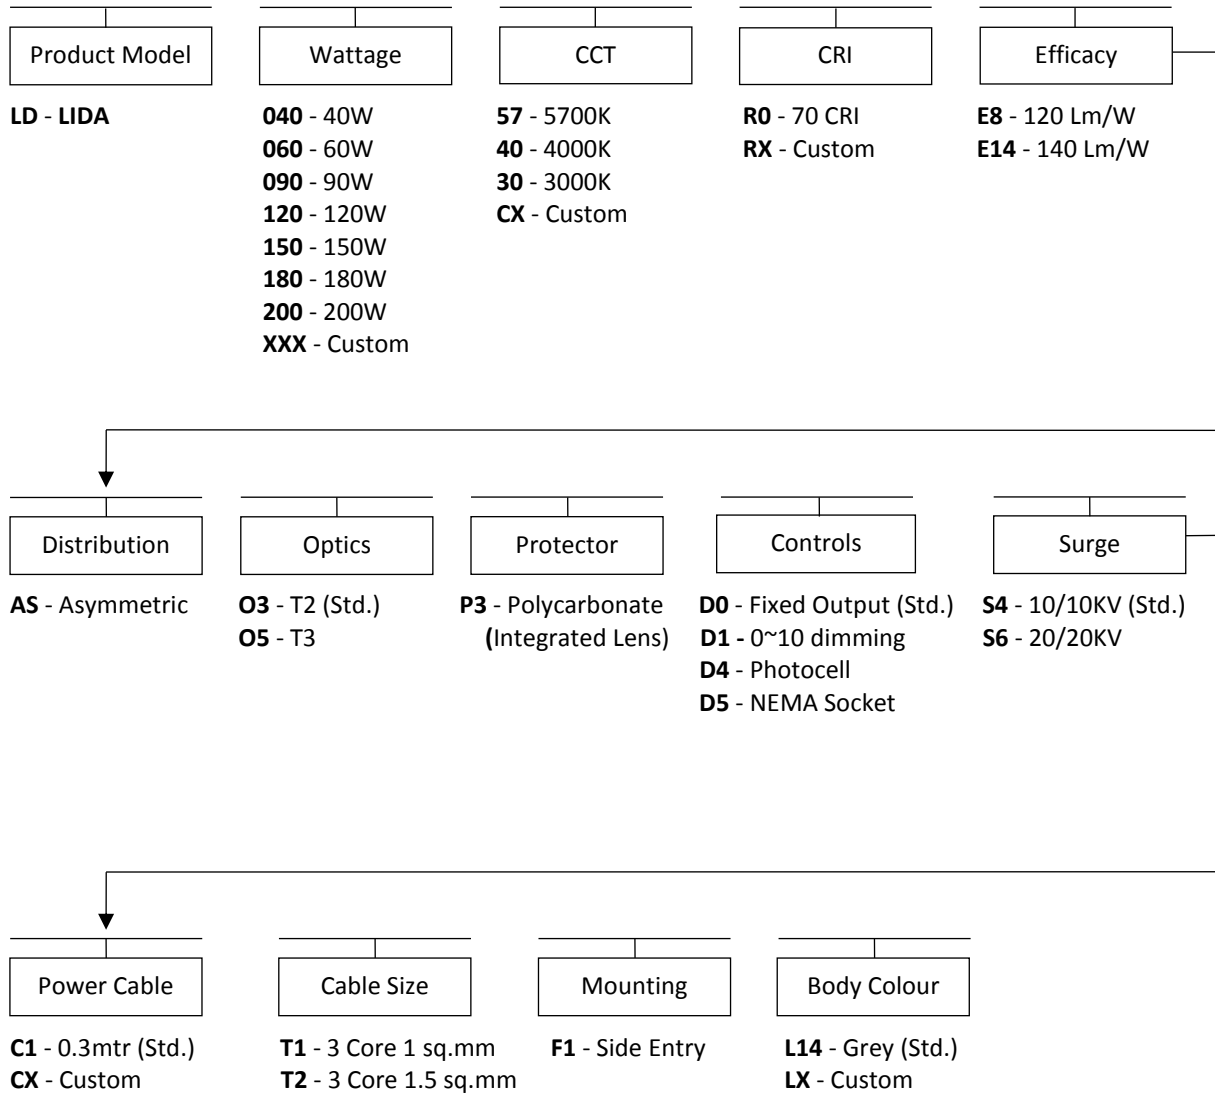 Product Model
Wattage
CCT
CRI
Efficacy
LD - LIDA
040 - 40W
060 - 60W
090 - 90W
120 - 120W
150 - 150W
180 - 180W
200 - 200W
XXX - Custom
57 - 5700K
40 - 4000K
30 - 3000K
CX - Custom
R0 - 70 CRI
RX - Custom
E8 - 120 Lm/W
E14 - 140 Lm/W
Distribution
Optics
Protector
Controls
Surge
AS - Asymmetric
O3 - T2 (Std.)
O5 - T3
P3 - Polycarbonate
(Integrated Lens)
D0 - Fixed Output (Std.)
D1 - 0~10 dimming
D4 - Photocell
D5 - NEMA Socket
S4 - 10/10KV (Std.)
S6 - 20/20KV
Power Cable
Cable Size
Mounting
Body Colour
C1 - 0.3mtr (Std.)
CX - Custom
T1 - 3 Core 1 sq.mm
T2 - 3 Core 1.5 sq.mm
F1 - Side Entry
L14 - Grey (Std.)
LX - Custom